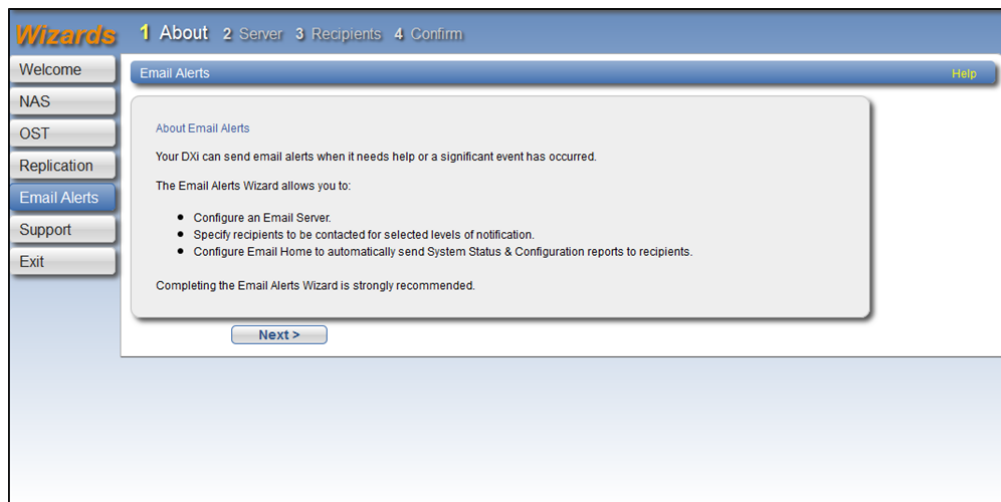 Wizards
1 About 2 Server 3 Recipients 4 Confirm
Welcome
NAS
OST
Replication
Email Alerts
Support
Exit
Email Alerts
Help
About Email Alerts
Your DXi can send email alerts when it needs help or a significant event has occurred.
The Email Alerts Wizard allows you to:
• Configure an Email Server.
• Specify recipients to be contacted for selected levels of notification.
• Configure Email Home to automatically send System Status & Configuration reports to recipients.
Completing the Email Alerts Wizard is strongly recommended.
Next >